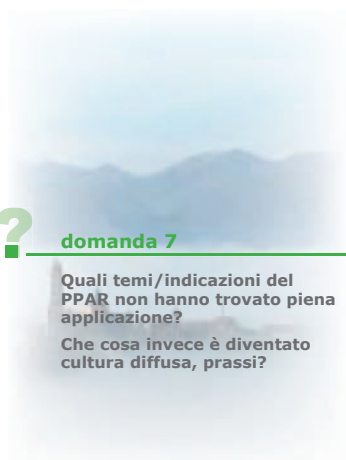 ?
domanda 7
Quali temi/indicazioni del
PPAR non hanno trovato piena
applicazione?
Che cosa invece è diventato
cultura diffusa, prassi?